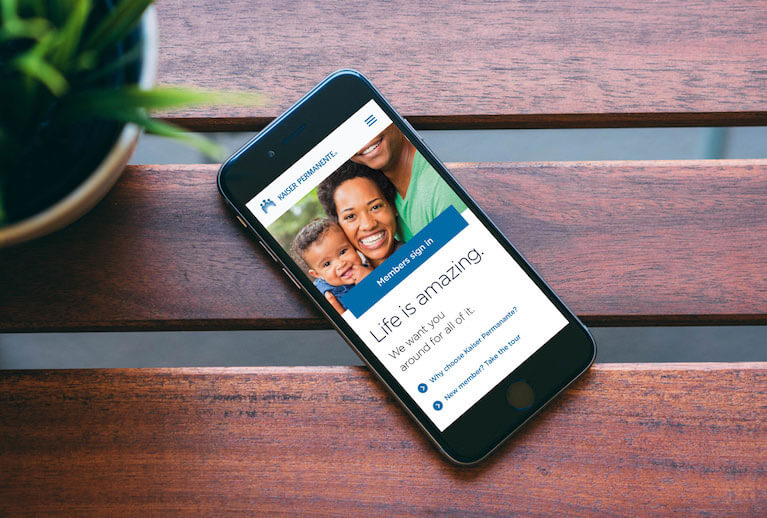 KAISER PERMANENTE®
Members sign in
Life is amazing.
We want you
around for all of it.
Why choose Kaiser Permanente?
New member? Take the tour